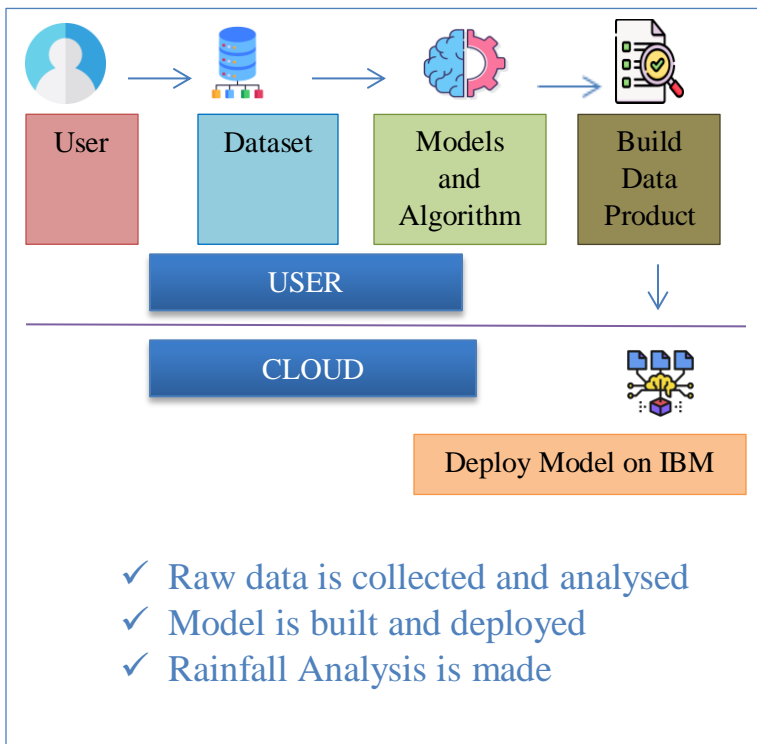 User
Dataset
Models
and
Algorithm
Build
Data
Product
USER
CLOUD
Deploy Model on IBM
✓ Raw data is collected and analysed
✓ Model is built and deployed
✓ Rainfall Analysis is made